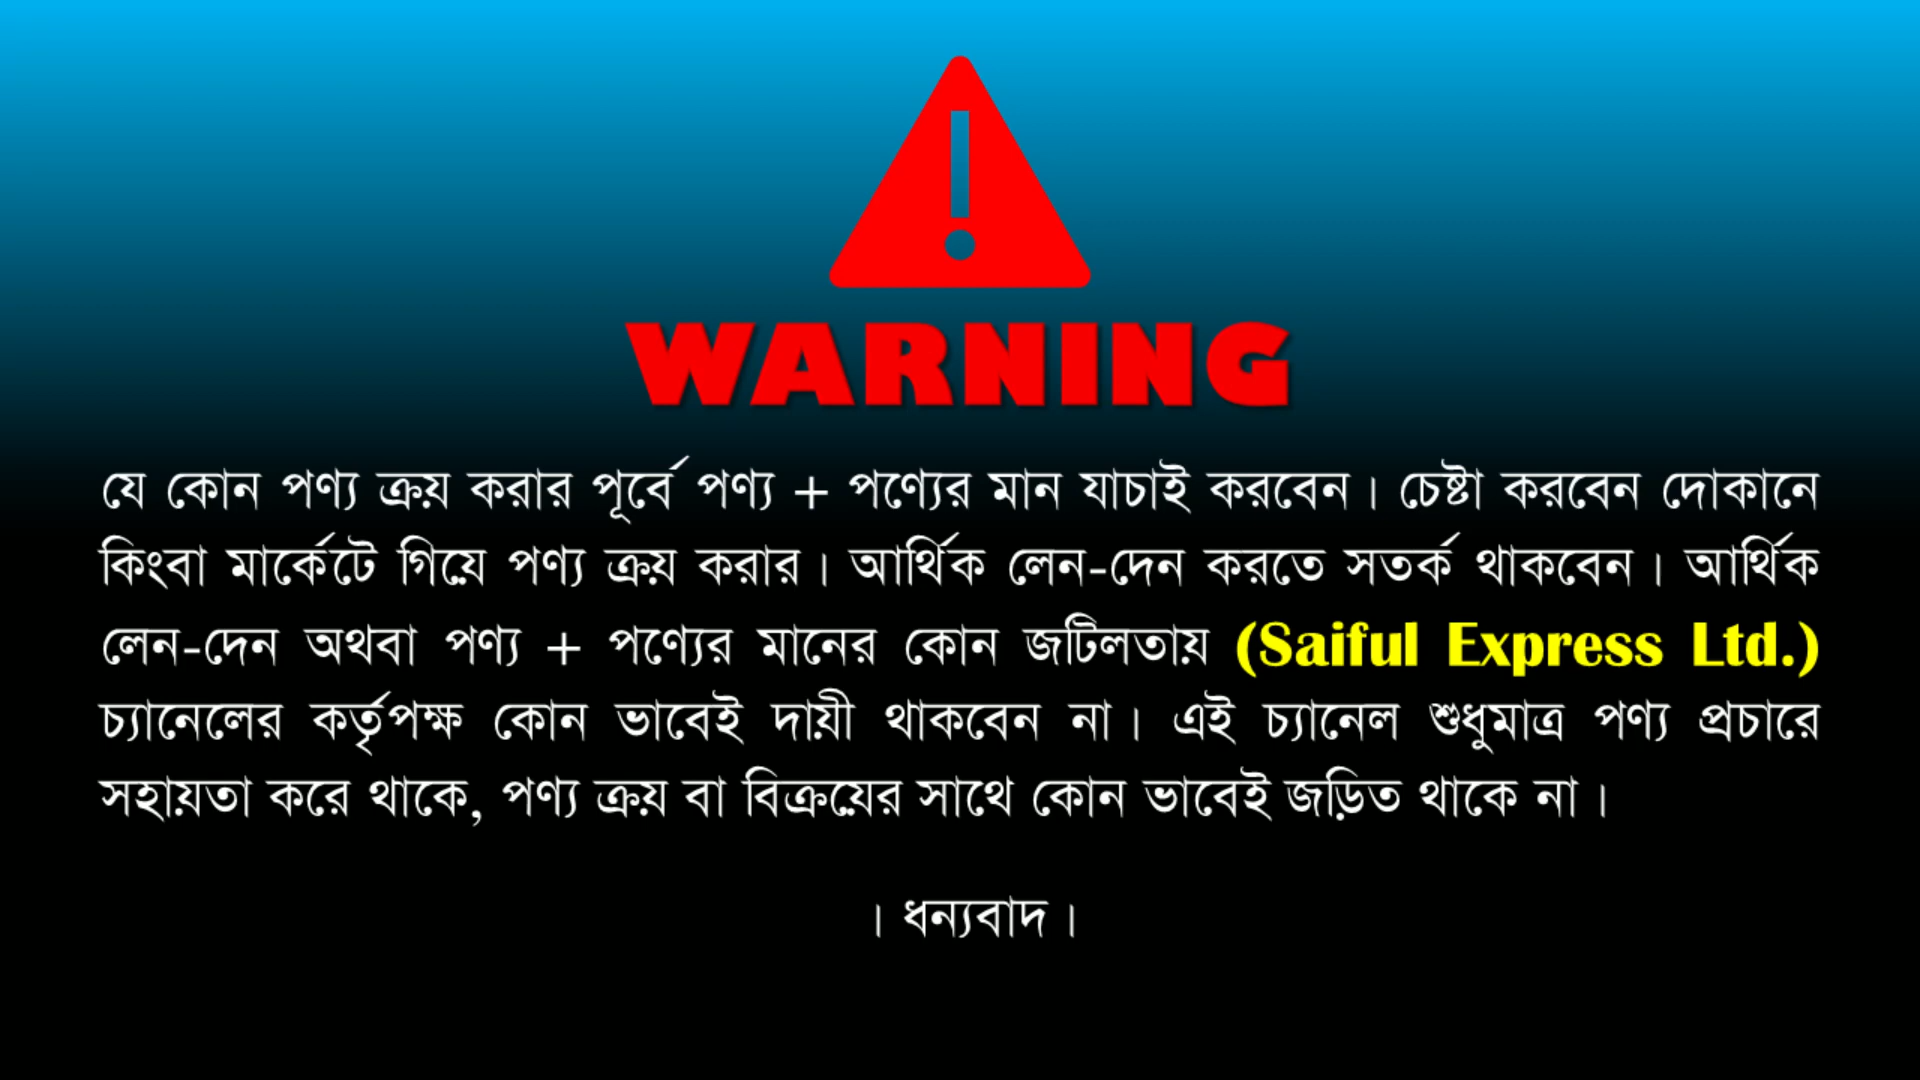 WARNING
যে কোন পণ্য ক্রয় করার পূর্বে পণ্য + পণ্যের মান যাচাই করবেন। চেষ্টা করবেন দোকানে
কিংবা মার্কেটে গিয়ে পণ্য ক্রয় করার। আর্থিক লেন-দেন করতে সতর্ক থাকবেন। আর্থিক
লেন-দেন অথবা পণ্য + পণ্যের মানের কোন জটিলতায় (Saiful Express Ltd.)
চ্যানেলের কর্তৃপক্ষ কোন ভাবেই দায়ী থাকবেন না। এই চ্যানেল শুধুমাত্র পণ্য প্রচারে
সহায়তা করে থাকে, পণ্য ক্রয় বা বিক্রয়ের সাথে কোন ভাবেই জড়িত থাকে না।
। ধন্যবাদ ।